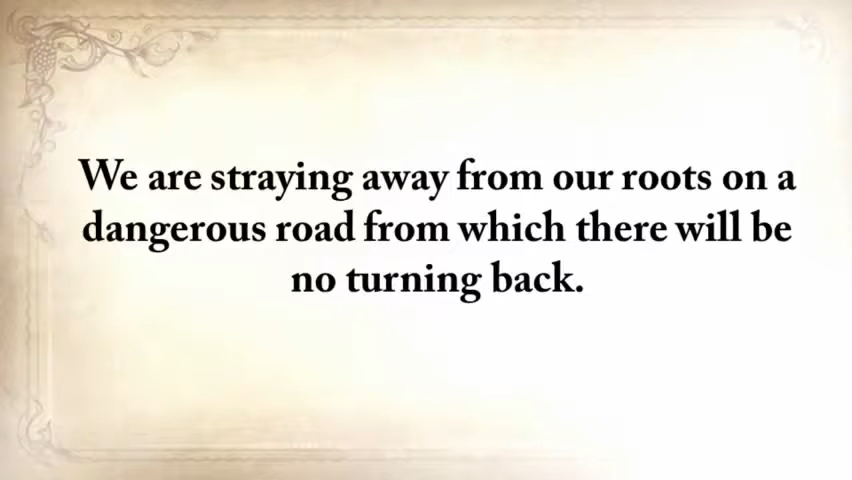 We are straying away from our roots on a
dangerous road from which there will be
no turning back.